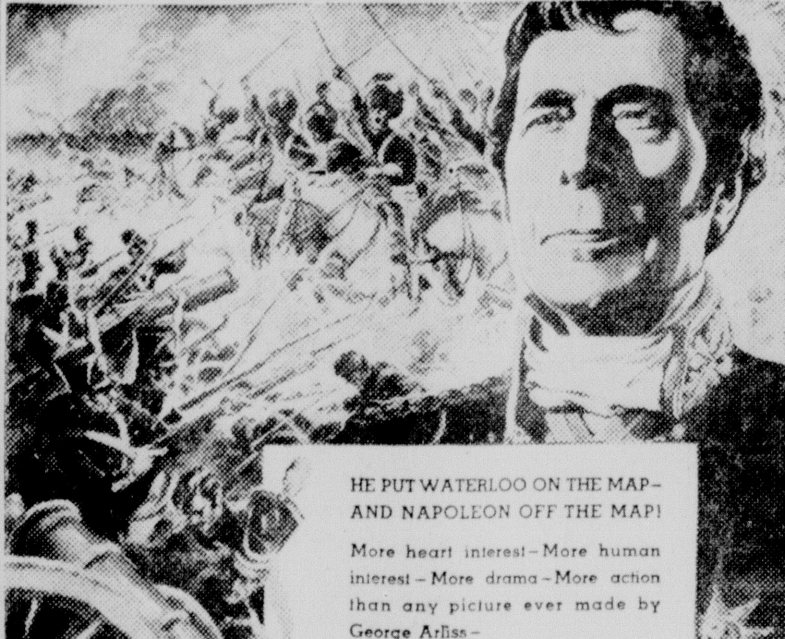 HE PUT WATERLOO ON THE MAP–
AND NAPOLEON OFF THE MAP!
More heart interest–More human
interest – More drama – More action
than any picture ever made by
George Arliss–